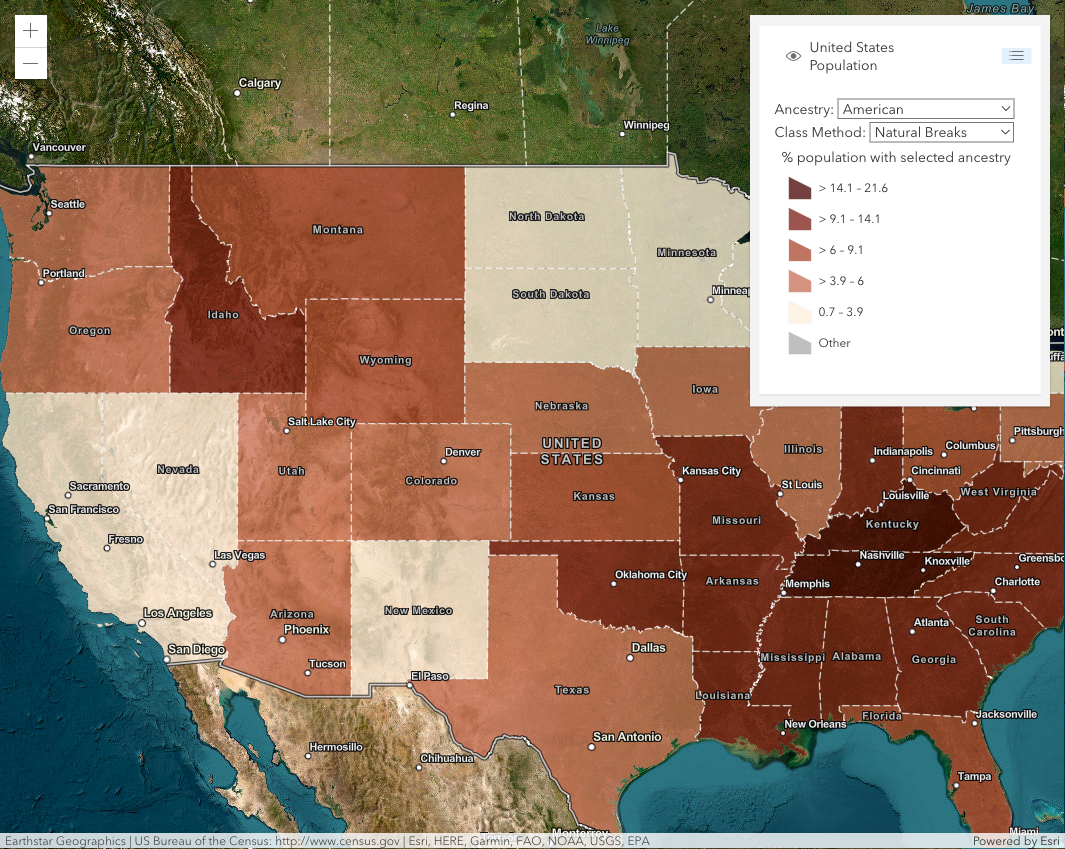 James Bay
Lake
Winnipeg
Calgary
Regina
Winnipeg
Vancouver
United States
Population
Ancestry: American
Class Method: Natural Breaks
% population with selected ancestry
> 14.1 – 21.6
> 9.1 – 14.1
> 6 – 9.1
> 3.9 – 6
0.7 – 3.9
Other
Seattle
Montana
North Dakota
Minnesota
Portland
South Dakota
Minneap
Idaho
Oregon
Wyoming
Iowa
Nebraska
Salt Lake City
UNITED
STATES
Denver
Illinois
Indianapolis
Columbus
Pittsburgh
Nevada
Utah
Colorado
Kansas City
Cincinnati
Sacramento
Kansas
St Louis
Louisville
West Virginia
San Francisco
Missouri
Kentucky
Fresno
Las Vegas
Nashville
Knoxville
Greensbo
Oklahoma City
Arkansas
Memphis
Charlotte
Los Angeles
Arizona
New Mexico
Phoenix
Atlanta
South
Carolina
San Diego
Tucson
Dallas
Mississippi
Alabama
Georgia
El Paso
Texas
Louisiana
Florida
Jacksonville
New Orleans
San Antonio
Hermosillo
Chihuahua
Tampa
Monterrey
Miami
Earthstar Geographics | US Bureau of the Census: http://www.census.gov | Esri, HERE, Garmin, FAO, NOAA, USGS, EPA
Powered by Esri